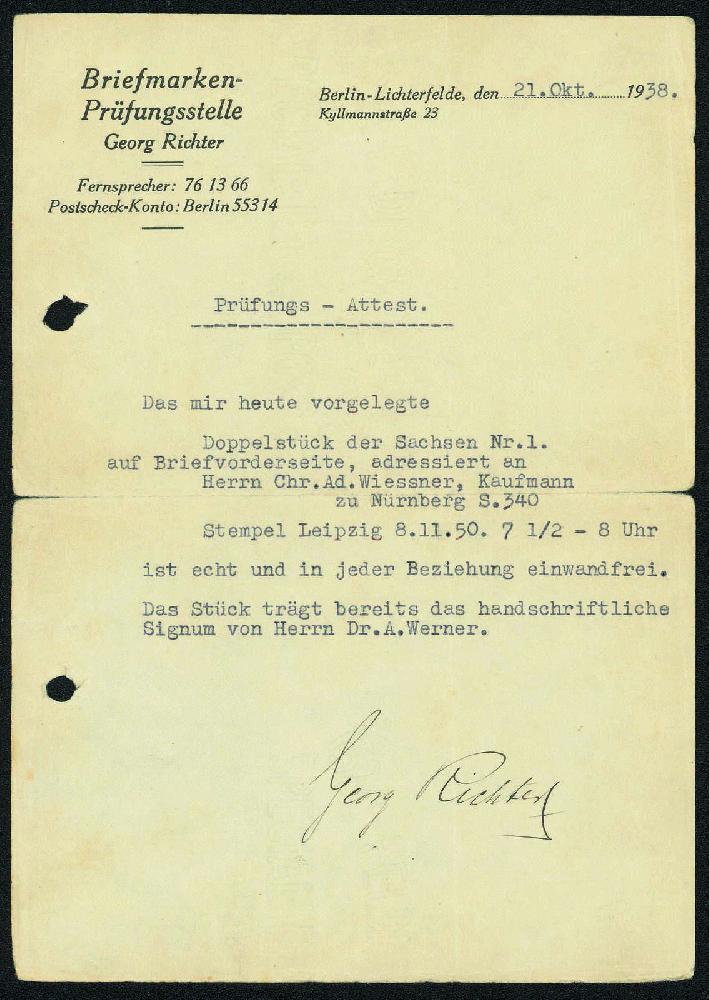 Briefmarken-
Prüfungsstelle
Georg Richter
Fernsprecher: 76 13 66
Postscheck-Konto: Berlin 55314
Berlin-Lichterfelde, den 21.Okt. 1938.
Kyllmannstraße 23
Prüfungs - Attest.
Das mir heute vorgelegte
Doppelstück der Sachsen Nr.1.
auf Briefvorderseite, adressiert an
Herrn Chr.Ad.Wiessner, Kaufmann
zu Nürnberg S.340
Stempel Leipzig 8.11.50. 7 1/2 - 8 Uhr
ist echt und in jeder Beziehung einwandfrei.
Das Stück trägt bereits das handschriftliche
Signum von Herrn Dr.A.Werner.
Georg Richter